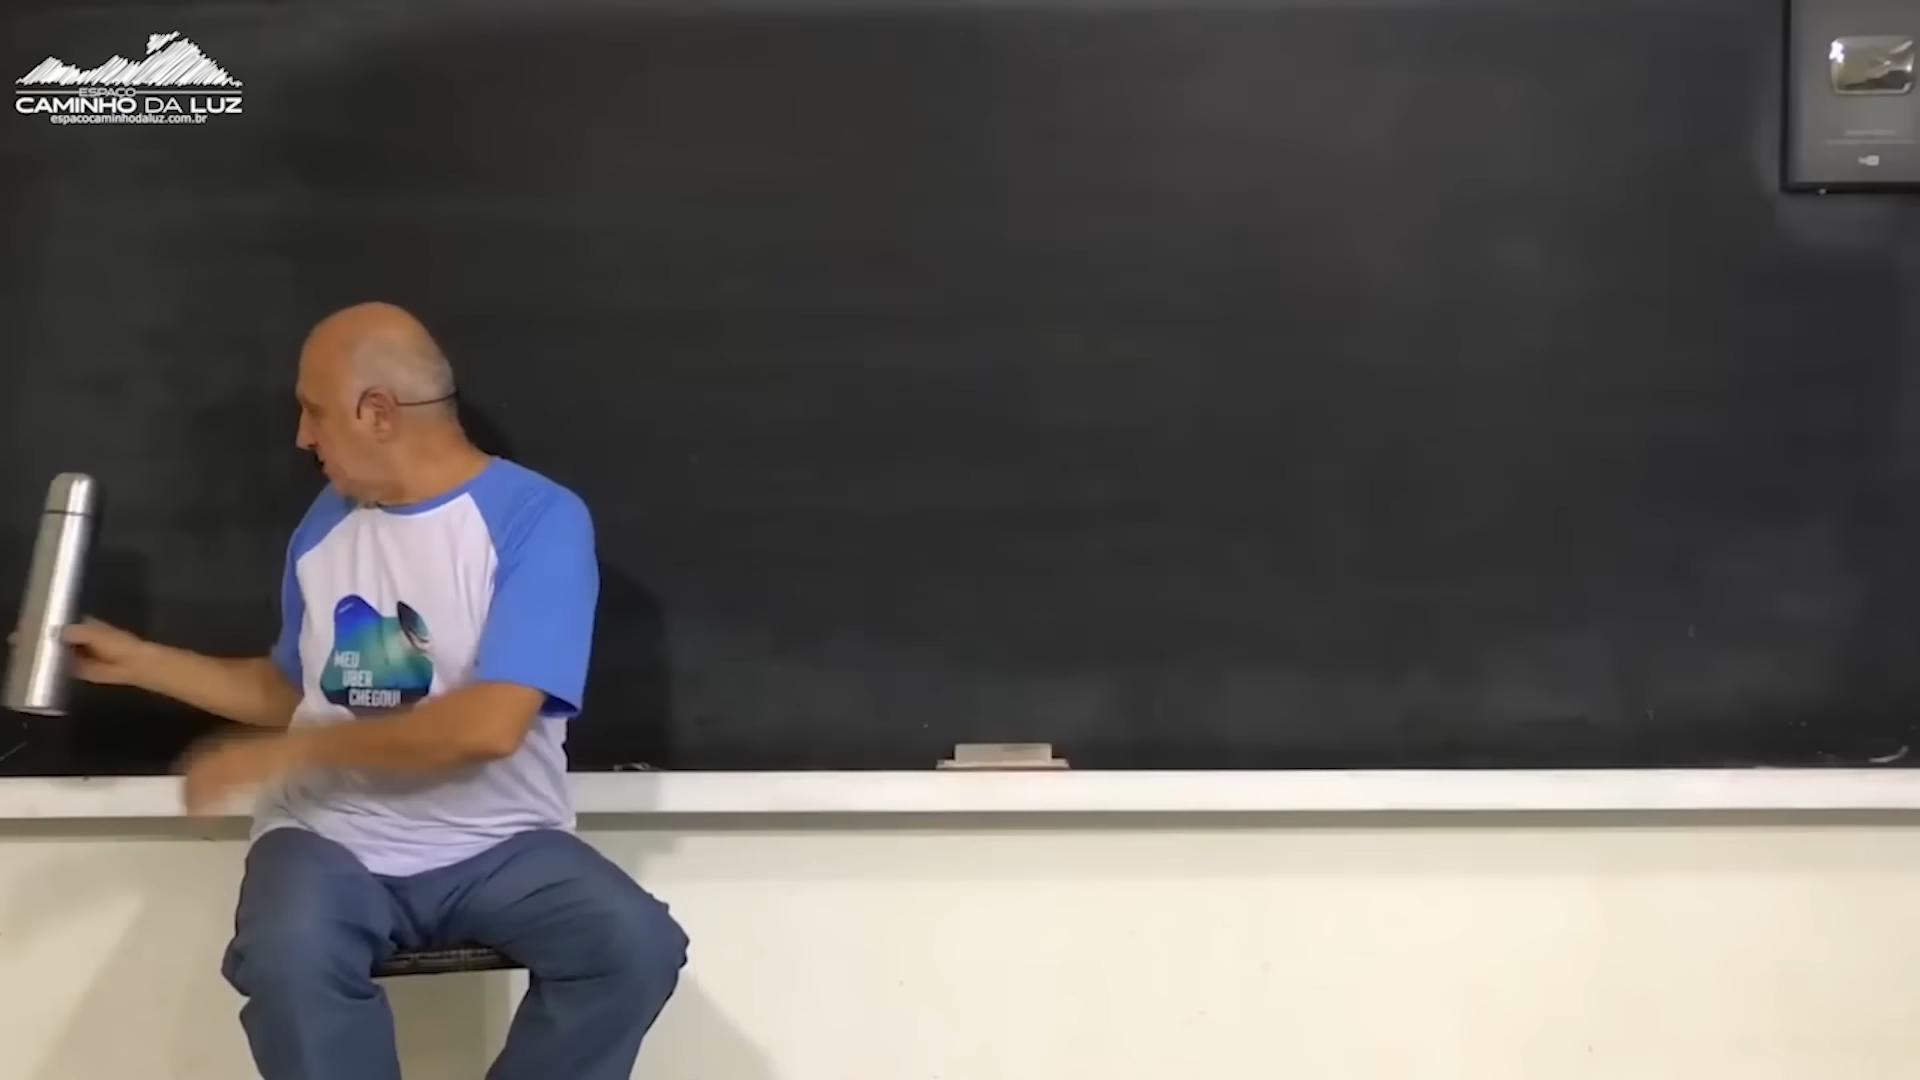 ESPAÇO
CAMINHO DA LUZ
espacocaminhodaluz.com.br
MEU
UBER
CHEGOU!